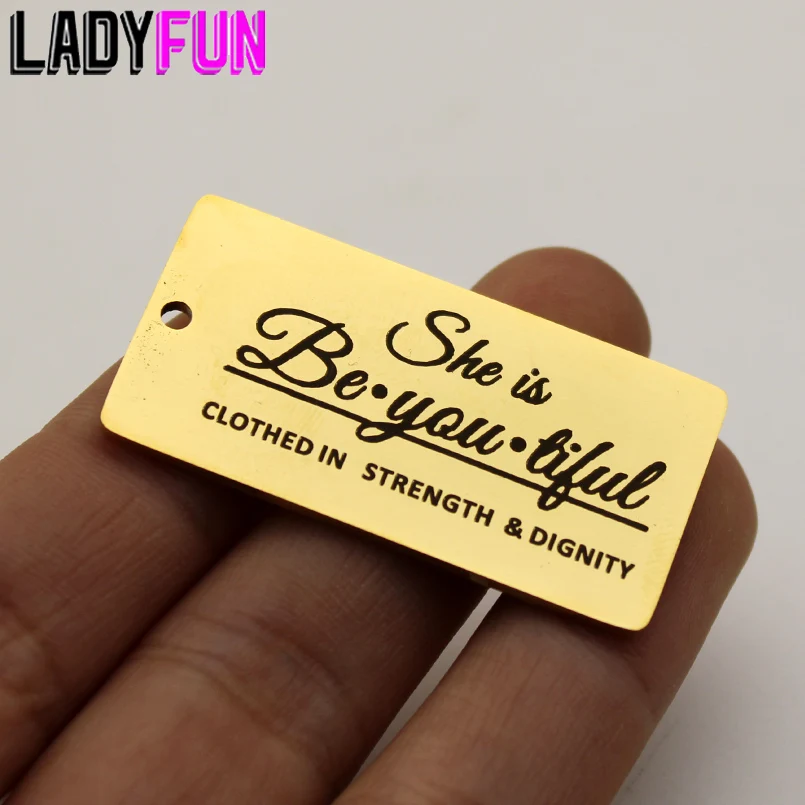 LADYFUN
She is
Be•you•tiful
CLOTHED IN STRENGTH & DIGNITY